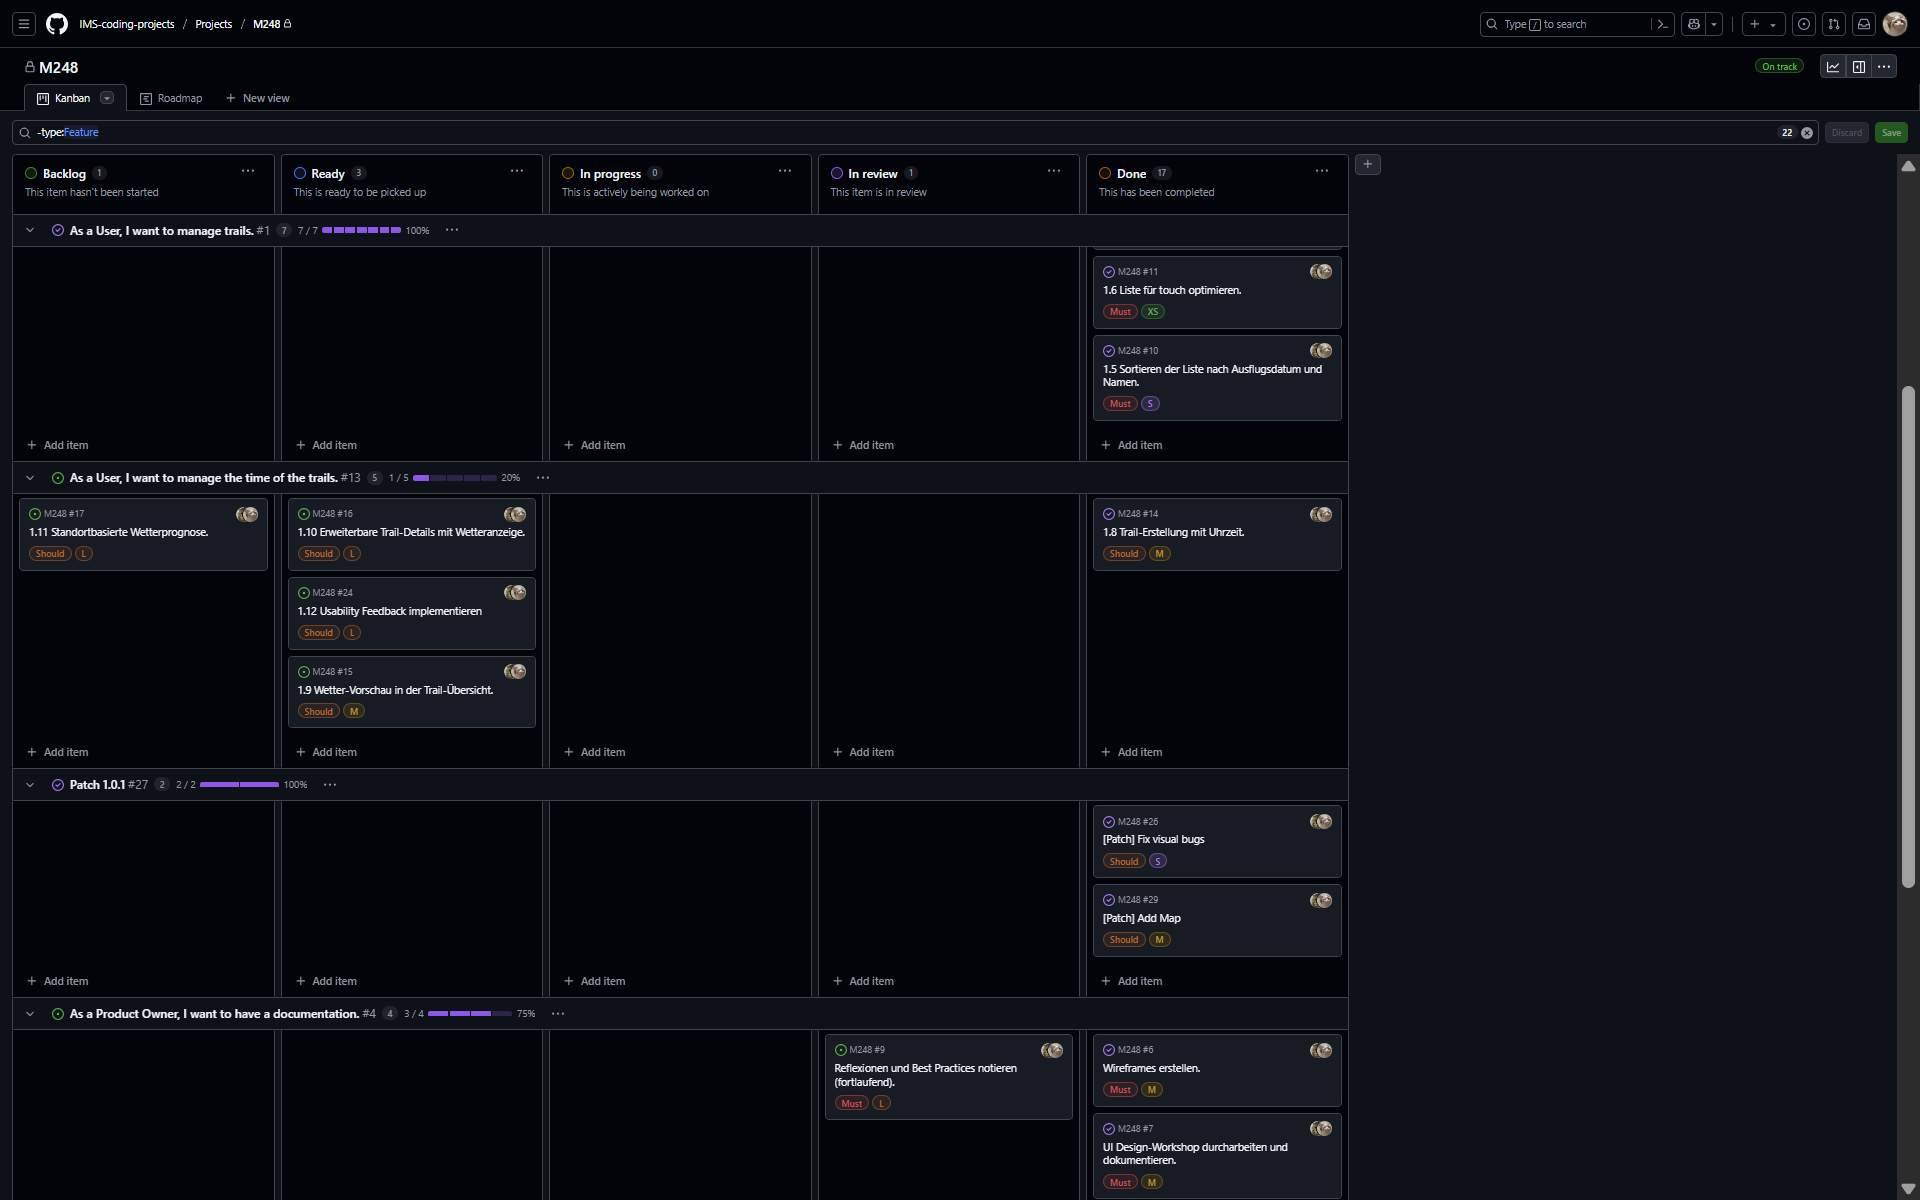 IMS-coding-projects / Projects / M248
Type / to search
M248
On track
Kanban
Roadmap
New view
-type:Feature
22
Discard
Save
Backlog 1
This item hasn't been started
Ready 3
This is ready to be picked up
In progress 0
This is actively being worked on
In review 1
This item is in review
Done 17
This has been completed
As a User, I want to manage trails. #1 7 7 / 7 100%
M248 #11
1.6 Liste für touch optimieren.
Must XS
M248 #10
1.5 Sortieren der Liste nach Ausflugsdatum und
Namen.
Must S
Add item
Add item
Add item
Add item
Add item
As a User, I want to manage the time of the trails. #13 5 1 / 5 20%
M248 #17
1.11 Standortbasierte Wetterprognose.
Should L
M248 #16
1.10 Erweiterbare Trail-Details mit Wetteranzeige.
Should L
M248 #24
1.12 Usability Feedback implementieren
Should L
M248 #15
1.9 Wetter-Vorschau in der Trail-Übersicht.
Should M
M248 #14
1.8 Trail-Erstellung mit Uhrzeit.
Should M
Add item
Add item
Add item
Add item
Add item
Patch 1.0.1 #27 2 2 / 2 100%
M248 #26
[Patch] Fix visual bugs
Should S
M248 #29
[Patch] Add Map
Should M
Add item
Add item
Add item
Add item
Add item
As a Product Owner, I want to have a documentation. #4 4 3 / 4 75%
M248 #9
Reflexionen und Best Practices notieren
(fortlaufend).
Must L
M248 #6
Wireframes erstellen.
Must M
M248 #7
UI Design-Workshop durcharbeiten und
dokumentieren.
Must M